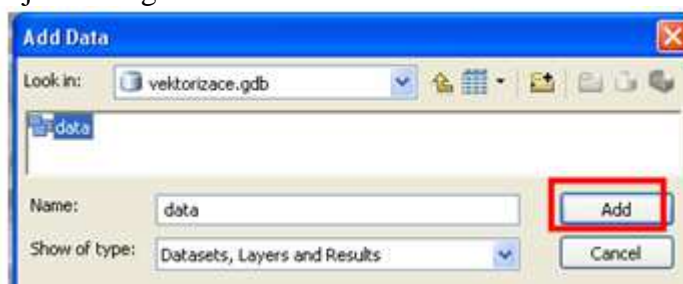 Add Data
Look in: vektorizace.gdb
data
Name: data Add
Show of type: Datasets, Layers and Results Cancel